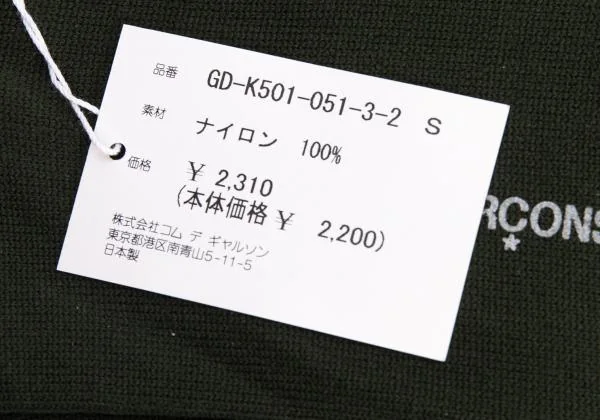 品番 GD-K501-051-3-2 S
素材 ナイロン 100%
価格 ¥ 2,310
(本体価格 ¥ 2,200)
株式会社コム デ ギャルソン
東京都港区南青山5-11-5
日本製
RCONS